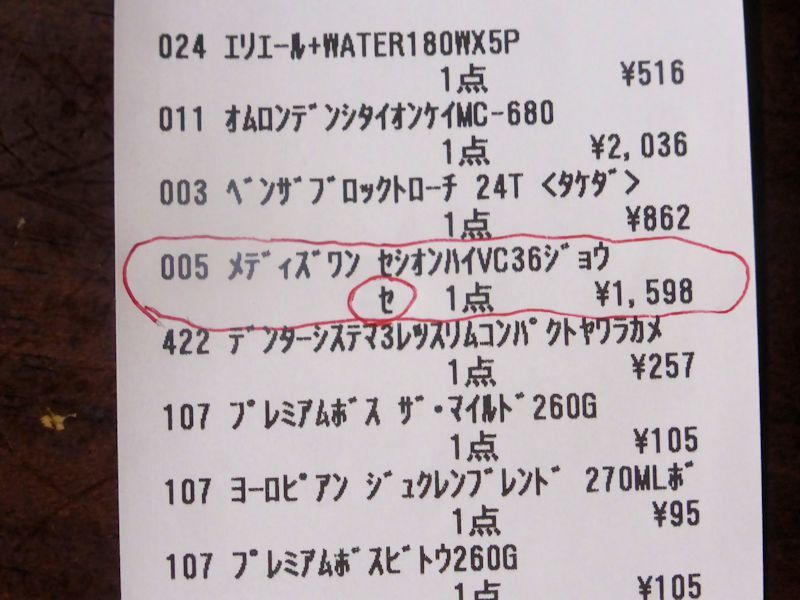 024 ｴﾘｴｰﾙ+WATER180WX5P
1点 ¥516
011 ｵﾑﾛﾝﾃﾞﾝｼﾀｲｵﾝｹｲMC-680
1点 ¥2,036
003 ﾍﾞﾝｻﾞﾌﾞﾛｯｸﾄﾛｰﾁ 24T <ﾀｹﾀﾞ>
1点 ¥862
005 ﾒﾃﾞｨｽﾞﾜﾝ ｾｼｵﾝﾊｲVC36ｼﾞｮｳ
ｾ 1点 ¥1,598
422 ﾃﾞﾝﾀｰｼｽﾃﾏ3ﾚﾂｽﾘﾑｺﾝﾊﾟｸﾄﾔﾜﾗｶﾒ
1点 ¥257
107 ﾌﾟﾚﾐｱﾑﾎﾞｽ ｻﾞ･ﾏｲﾙﾄﾞ260G
1点 ¥105
107 ﾖｰﾛﾋﾟｱﾝ ｼﾞｭｸﾚﾝﾌﾞﾚﾝﾄﾞ 270MLﾎﾞ
1点 ¥95
107 ﾌﾟﾚﾐｱﾑﾎﾞｽﾋﾞﾄｳ260G
1点 ¥105